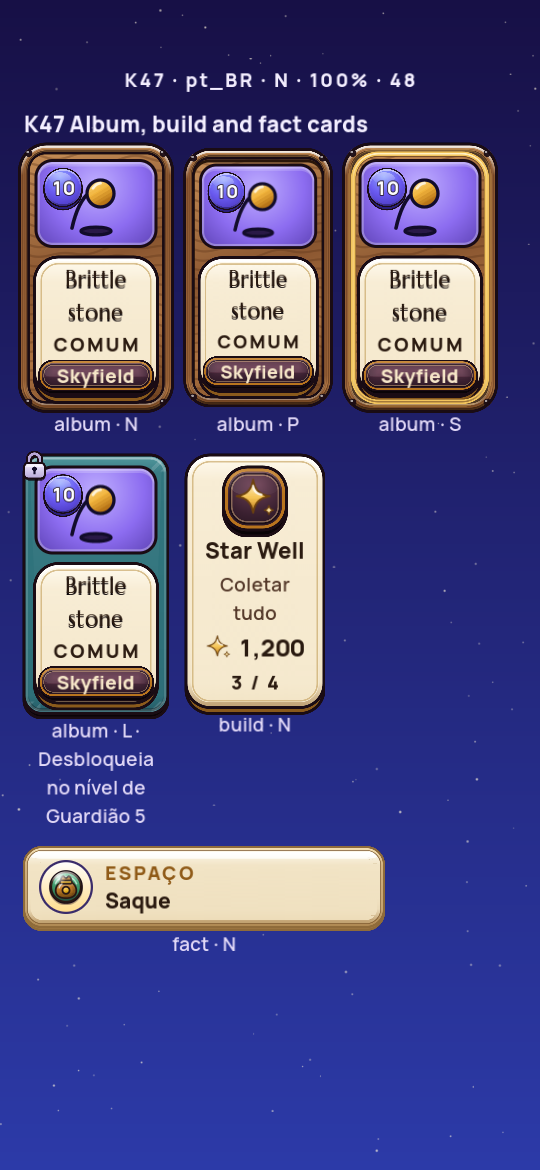 K47 · pt_BR · N · 100% · 48
K47 Album, build and fact cards
10
Brittle
stone
COMUM
Skyfield
album · N
10
Brittle
stone
COMUM
Skyfield
album · P
10
Brittle
stone
COMUM
Skyfield
album · S
10
Brittle
stone
COMUM
Skyfield
album · L ·
Desbloqueia
no nível de
Guardião 5
Star Well
Coletar
tudo
1,200
3 / 4
build · N
ESPAÇO
Saque
fact · N